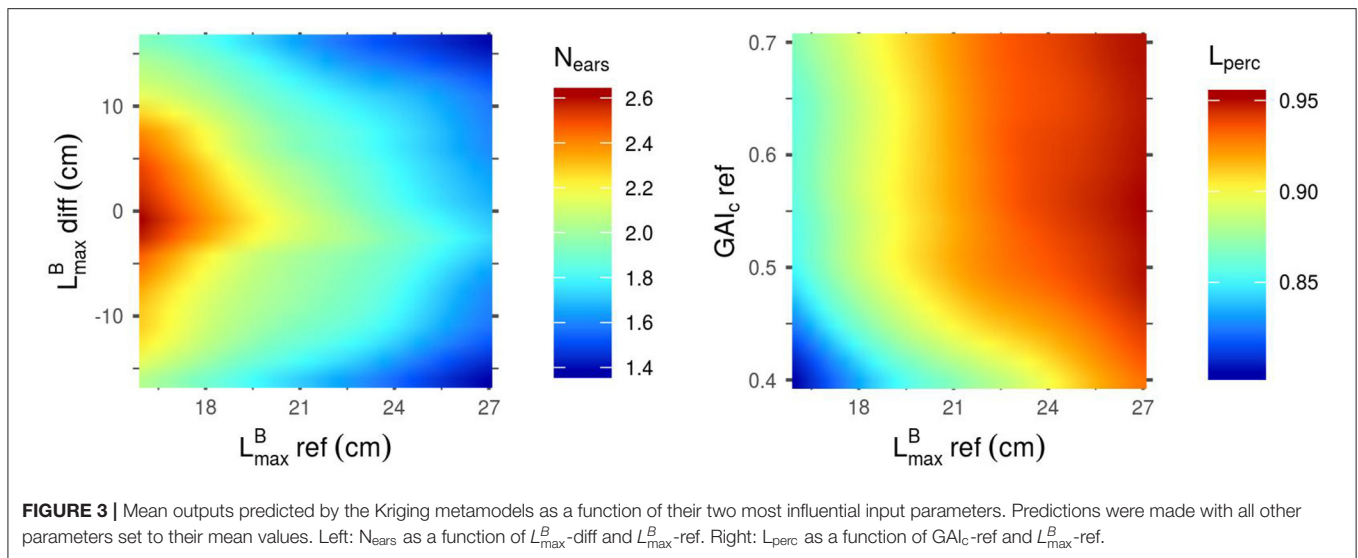 L^B_max diff (cm)
10
0
-10
18 21 24 27
L^B_max ref (cm)
N_ears
2.6
2.4
2.2
2.0
1.8
1.6
1.4
GAI_c ref
0.7
0.6
0.5
0.4
18 21 24 27
L^B_max ref (cm)
L_perc
0.95
0.90
0.85
FIGURE 3 | Mean outputs predicted by the Kriging metamodels as a function of their two most influential input parameters. Predictions were made with all other
parameters set to their mean values. Left: N_ears as a function of L^B_max-diff and L^B_max-ref. Right: L_perc as a function of GAI_c-ref and L^B_max-ref.